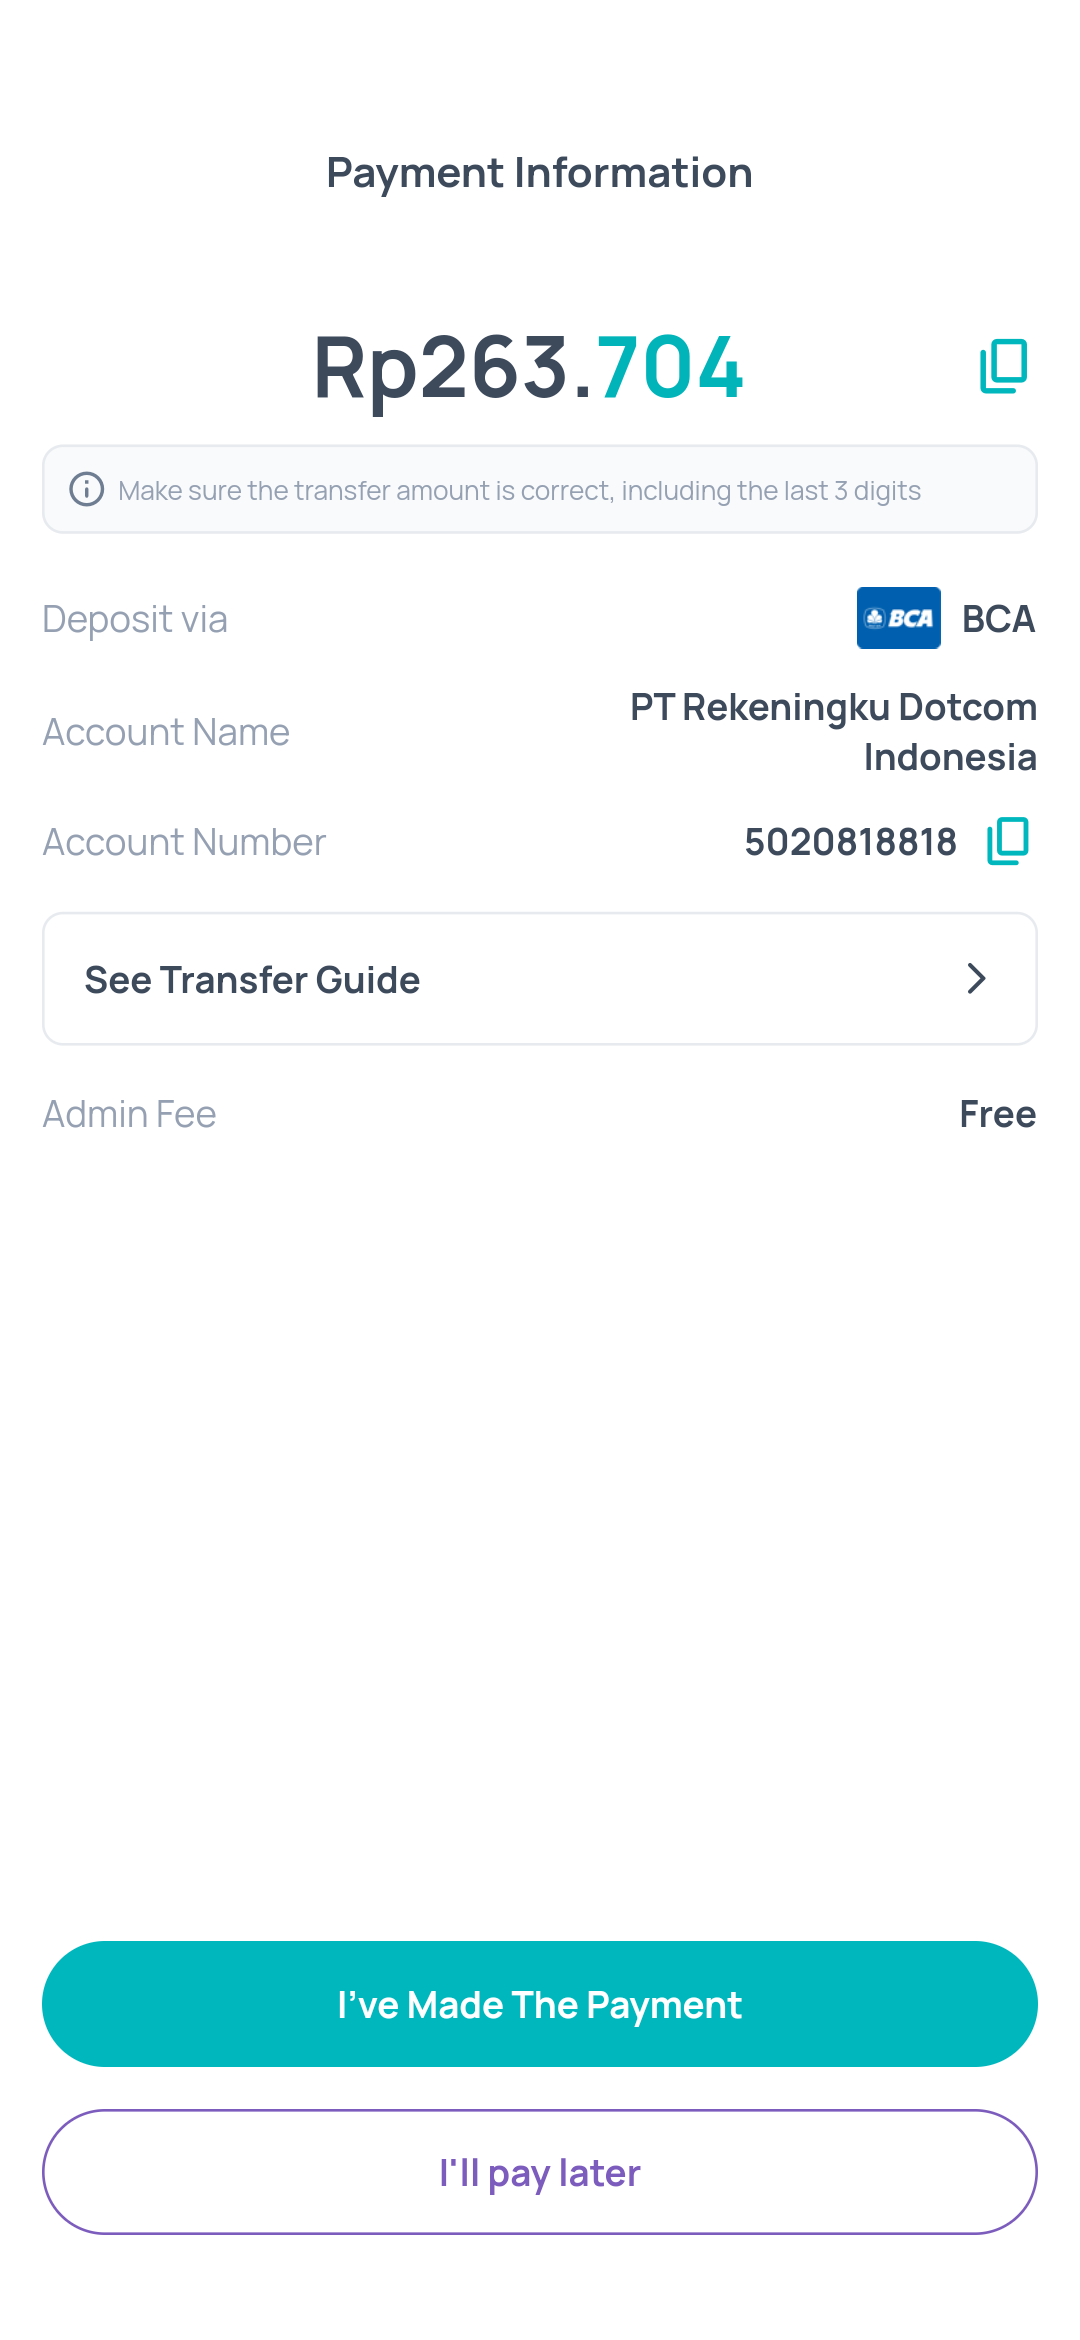 Payment Information
Rp263.704
Make sure the transfer amount is correct, including the last 3 digits
Deposit via
BCA BCA
Account Name
PT Rekeningku Dotcom
Indonesia
Account Number
5020818818
See Transfer Guide
Admin Fee
Free
I've Made The Payment
I'll pay later